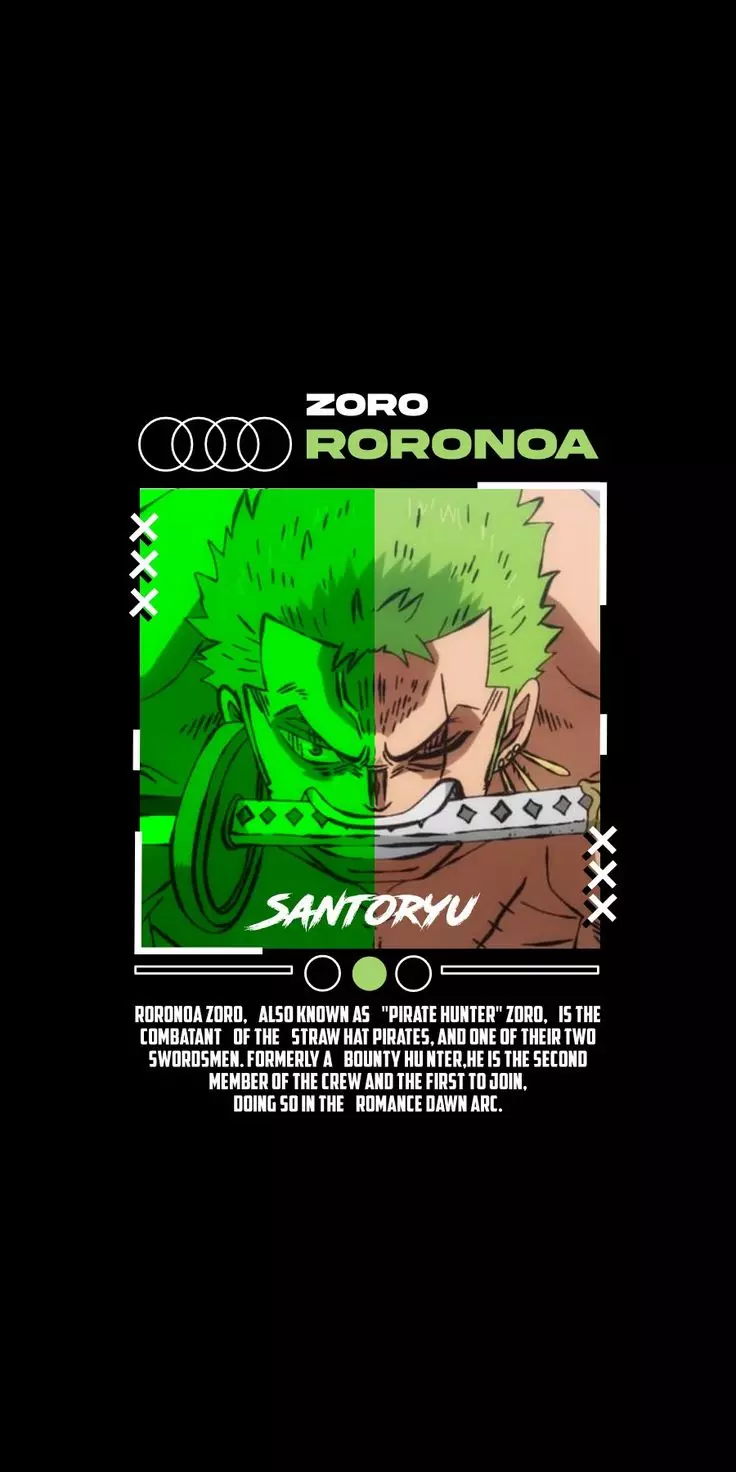 ZORO
RORONOA
SANTORYU
RORONOA ZORO, ALSO KNOWN AS "PIRATE HUNTER" ZORO, IS THE
COMBATANT OF THE STRAW HAT PIRATES, AND ONE OF THEIR TWO
SWORDSMEN. FORMERLY A BOUNTY HU NTER,HE IS THE SECOND
MEMBER OF THE CREW AND THE FIRST TO JOIN,
DOING SO IN THE ROMANCE DAWN ARC.